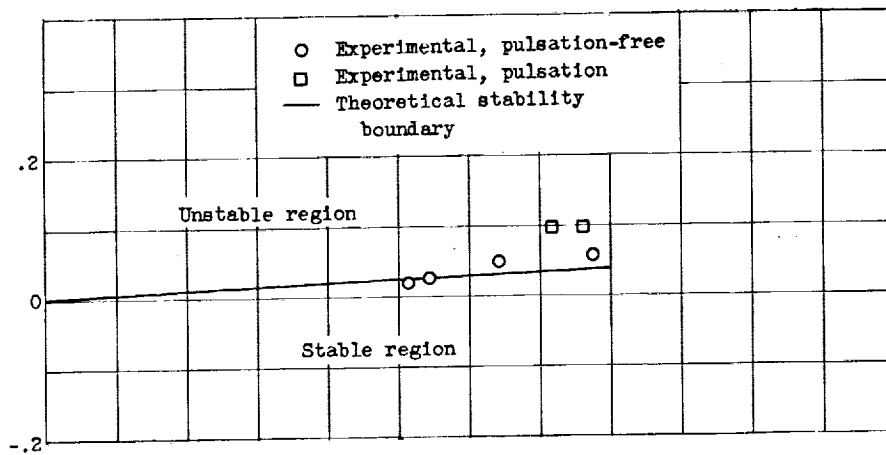 Experimental, pulsation-free
Experimental, pulsation
Theoretical stability
boundary
.2
Unstable region
0
Stable region
-.2